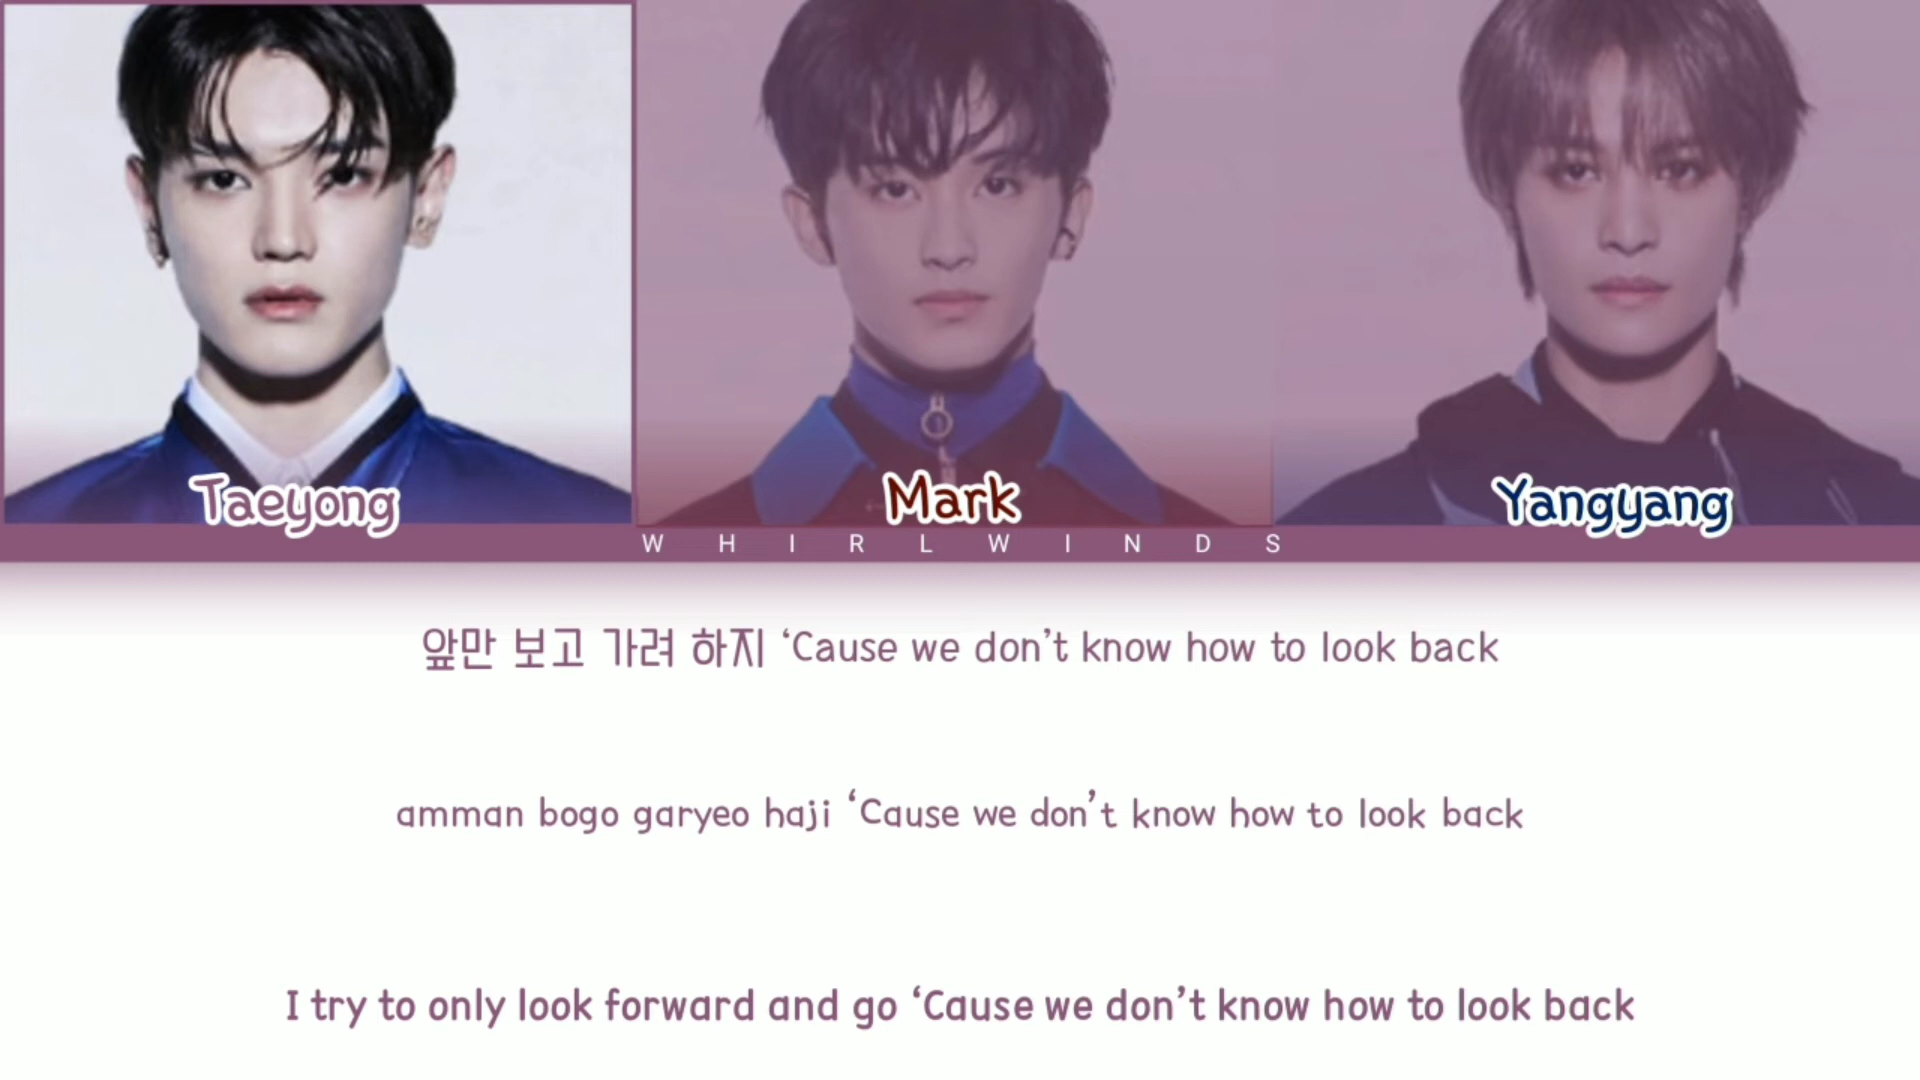 Taeyong
Mark
Yangyang
WHIRLWINDS
앞만 보고 가려 하지 ‘Cause we don’t know how to look back
amman bogo garyeo haji ‘Cause we don’t know how to look back
I try to only look forward and go ‘Cause we don’t know how to look back